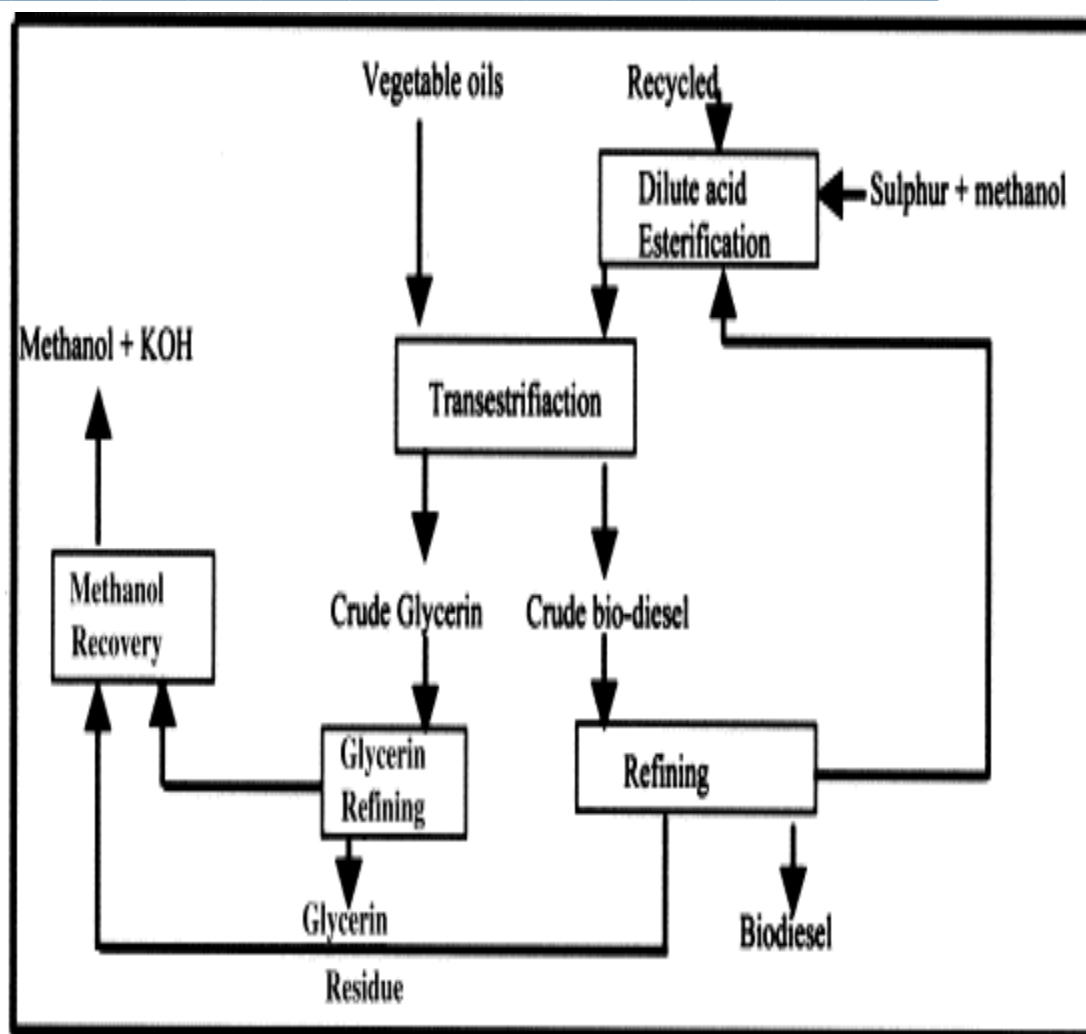 Vegetable oils
Recycled
Dilute acid
Esterification
Sulphur + methanol
Methanol + KOH
Transestrifiaction
Methanol
Recovery
Crude Glycerin
Crude bio-diesel
Glycerin
Refining
Refining
Glycerin
Biodiesel
Residue